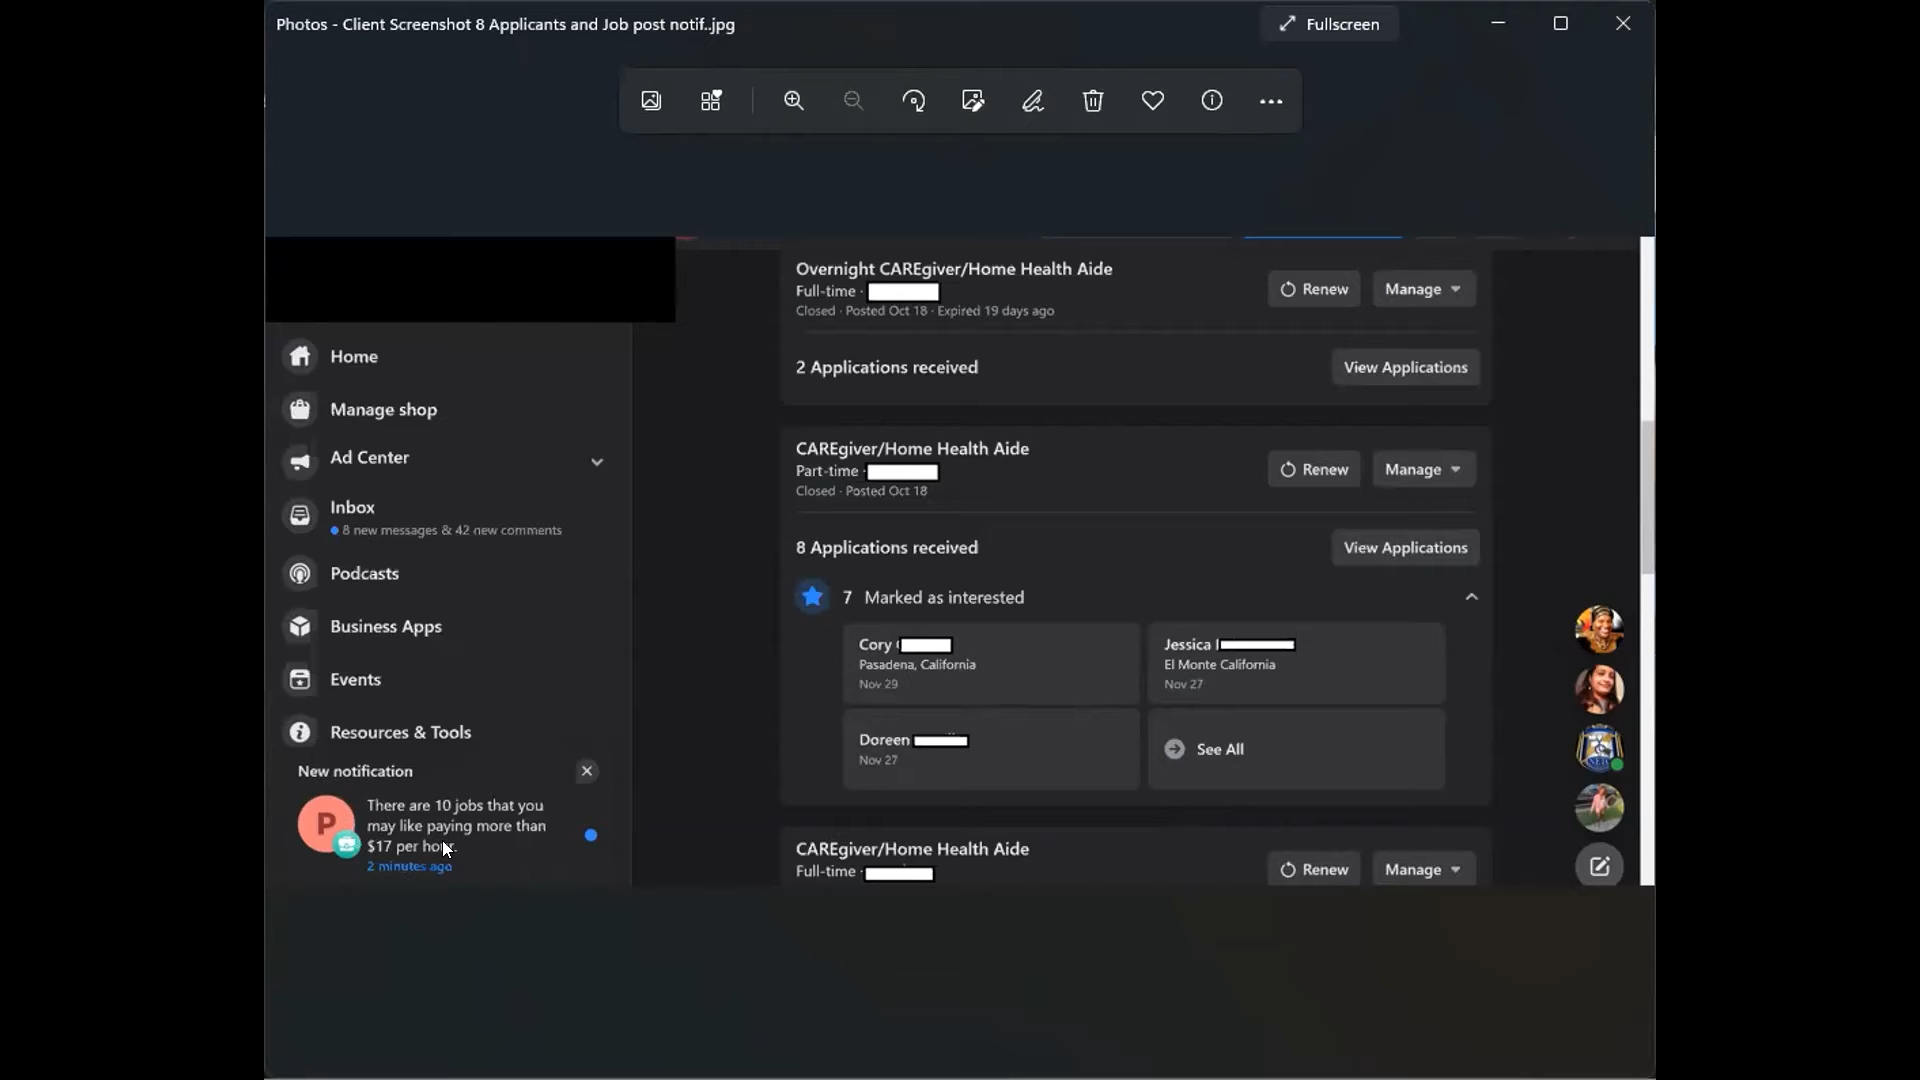 Photos - Client Screenshot 8 Applicants and Job post notif..jpg
Fullscreen
Overnight CAREgiver/Home Health Aide
Full-time ·
Closed · Posted Oct 18 · Expired 19 days ago
Renew
Manage
2 Applications received
View Applications
Home
Manage shop
Ad Center
Inbox
8 new messages & 42 new comments
Podcasts
Business Apps
Events
Resources & Tools
New notification
P
There are 10 jobs that you
may like paying more than
$17 per hour.
2 minutes ago
CAREgiver/Home Health Aide
Part-time ·
Closed · Posted Oct 18
Renew
Manage
8 Applications received
View Applications
7 Marked as interested
Cory
Pasadena, California
Nov 29
Jessica
El Monte California
Nov 27
Doreen
Nov 27
See All
CAREgiver/Home Health Aide
Full-time ·
Renew
Manage